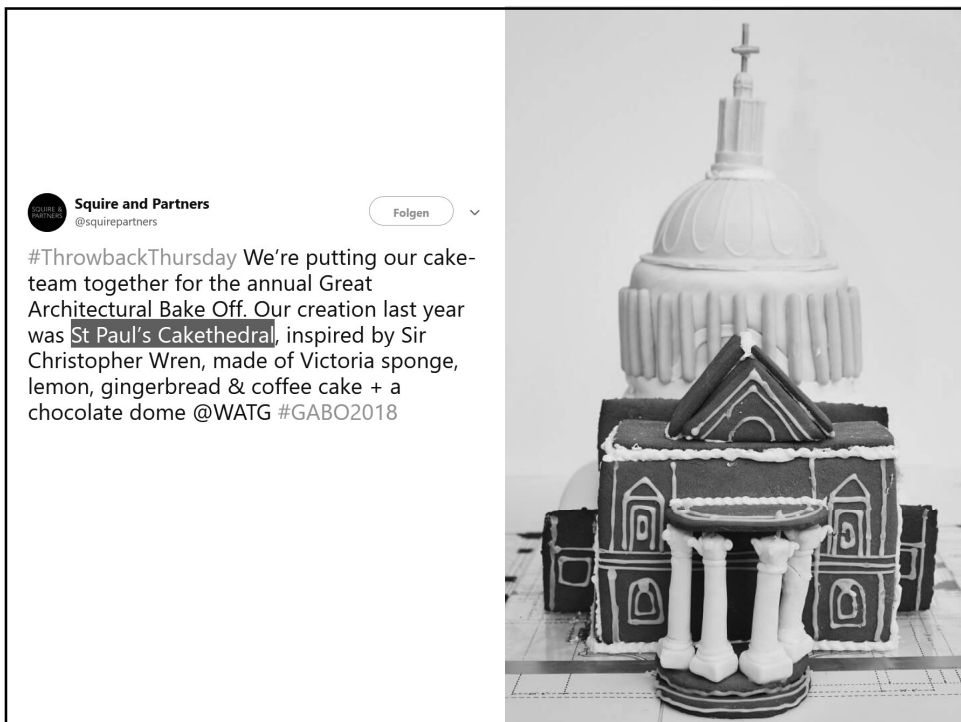 SQUIRE &
PARTNERS
Squire and Partners
@squirepartners
Folgen
#ThrowbackThursday We're putting our cake-
team together for the annual Great
Architectural Bake Off. Our creation last year
was St Paul's Cakethedral, inspired by Sir
Christopher Wren, made of Victoria sponge,
lemon, gingerbread & coffee cake + a
chocolate dome @WATG #GABO2018